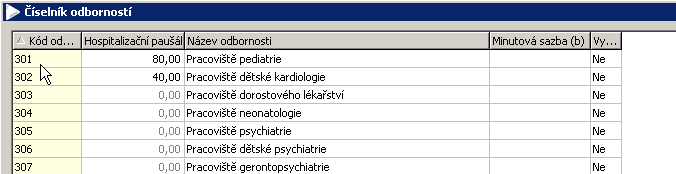 Číselník odborností
Kód od... Hospitalizační paušál Název odbornosti Minutová sazba (b) Vy...
301 80,00 Pracoviště pediatrie Ne
302 40,00 Pracoviště dětské kardiologie Ne
303 0,00 Pracoviště dorostového lékařství Ne
304 0,00 Pracoviště neonatologie Ne
305 0,00 Pracoviště psychiatrie Ne
306 0,00 Pracoviště dětské psychiatrie Ne
307 0,00 Pracoviště gerontopsychiatrie Ne